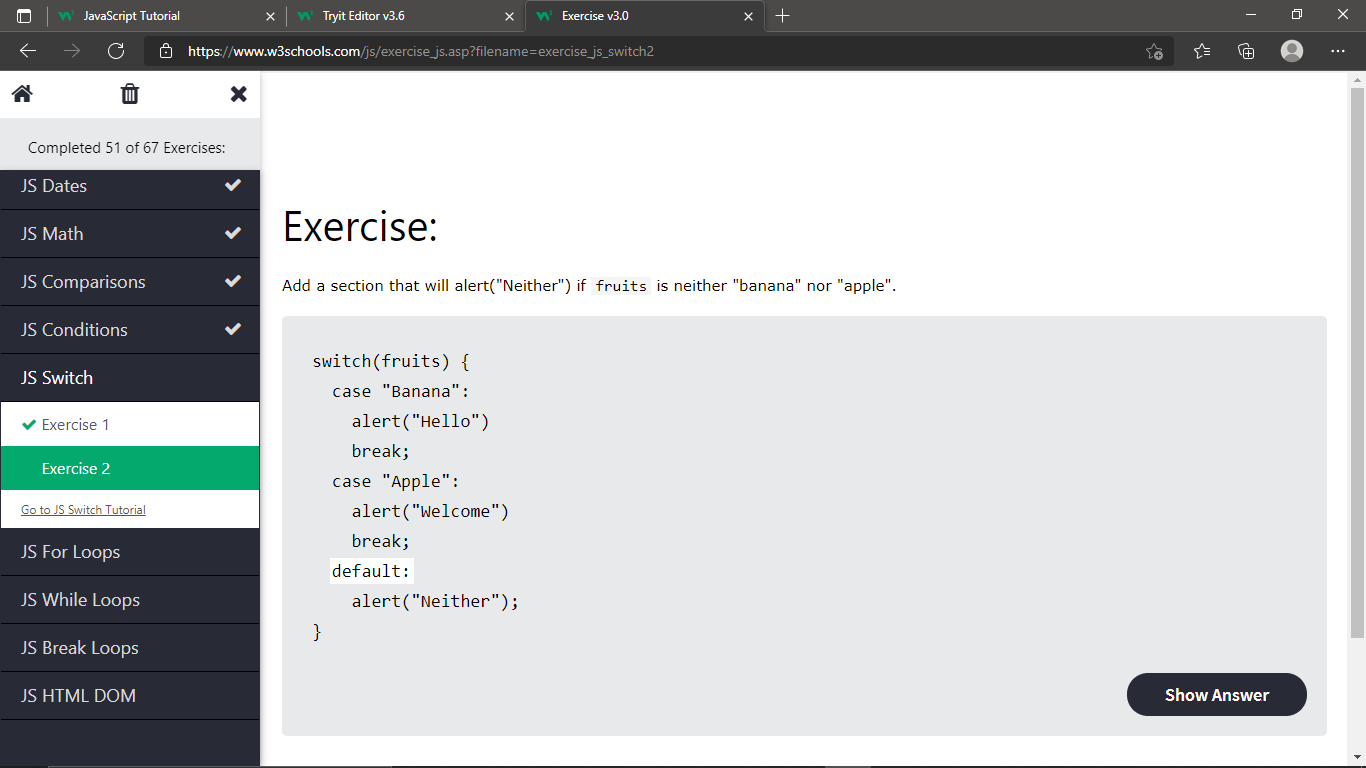 JavaScript Tutorial
Tryit Editor v3.6
Exercise v3.0
https://www.w3schools.com/js/exercise_js.asp?filename=exercise_js_switch2
Completed 51 of 67 Exercises:
JS Dates
JS Math
JS Comparisons
JS Conditions
JS Switch
Exercise 1
Exercise 2
Go to JS Switch Tutorial
JS For Loops
JS While Loops
JS Break Loops
JS HTML DOM
Exercise:
Add a section that will alert("Neither") if fruits is neither "banana" nor "apple".
switch(fruits) {
  case "Banana":
    alert("Hello")
    break;
  case "Apple":
    alert("Welcome")
    break;
  default:
    alert("Neither");
}
Show Answer